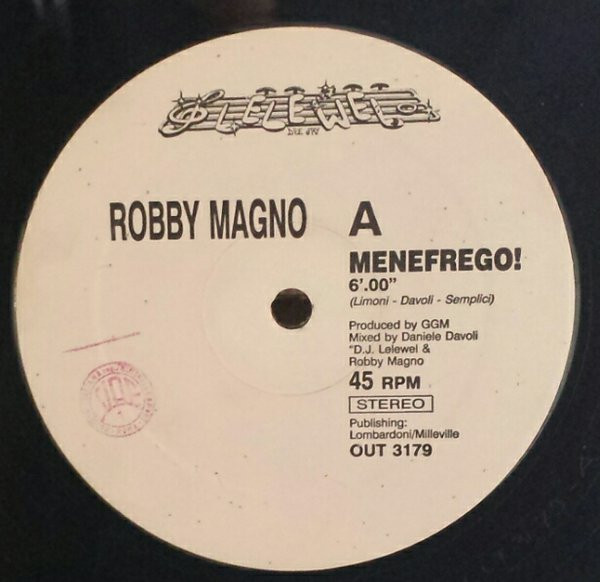 LELEWEL
ROBBY MAGNO
A
MENEFREGO!
6'.00"
(Limoni - Davoli - Semplici)
Produced by GGM
Mixed by Daniele Davoli
"D.J. Lelewel &
Robby Magno
45 RPM
STEREO
Publishing:
Lombardoni/Milleville
OUT 3179